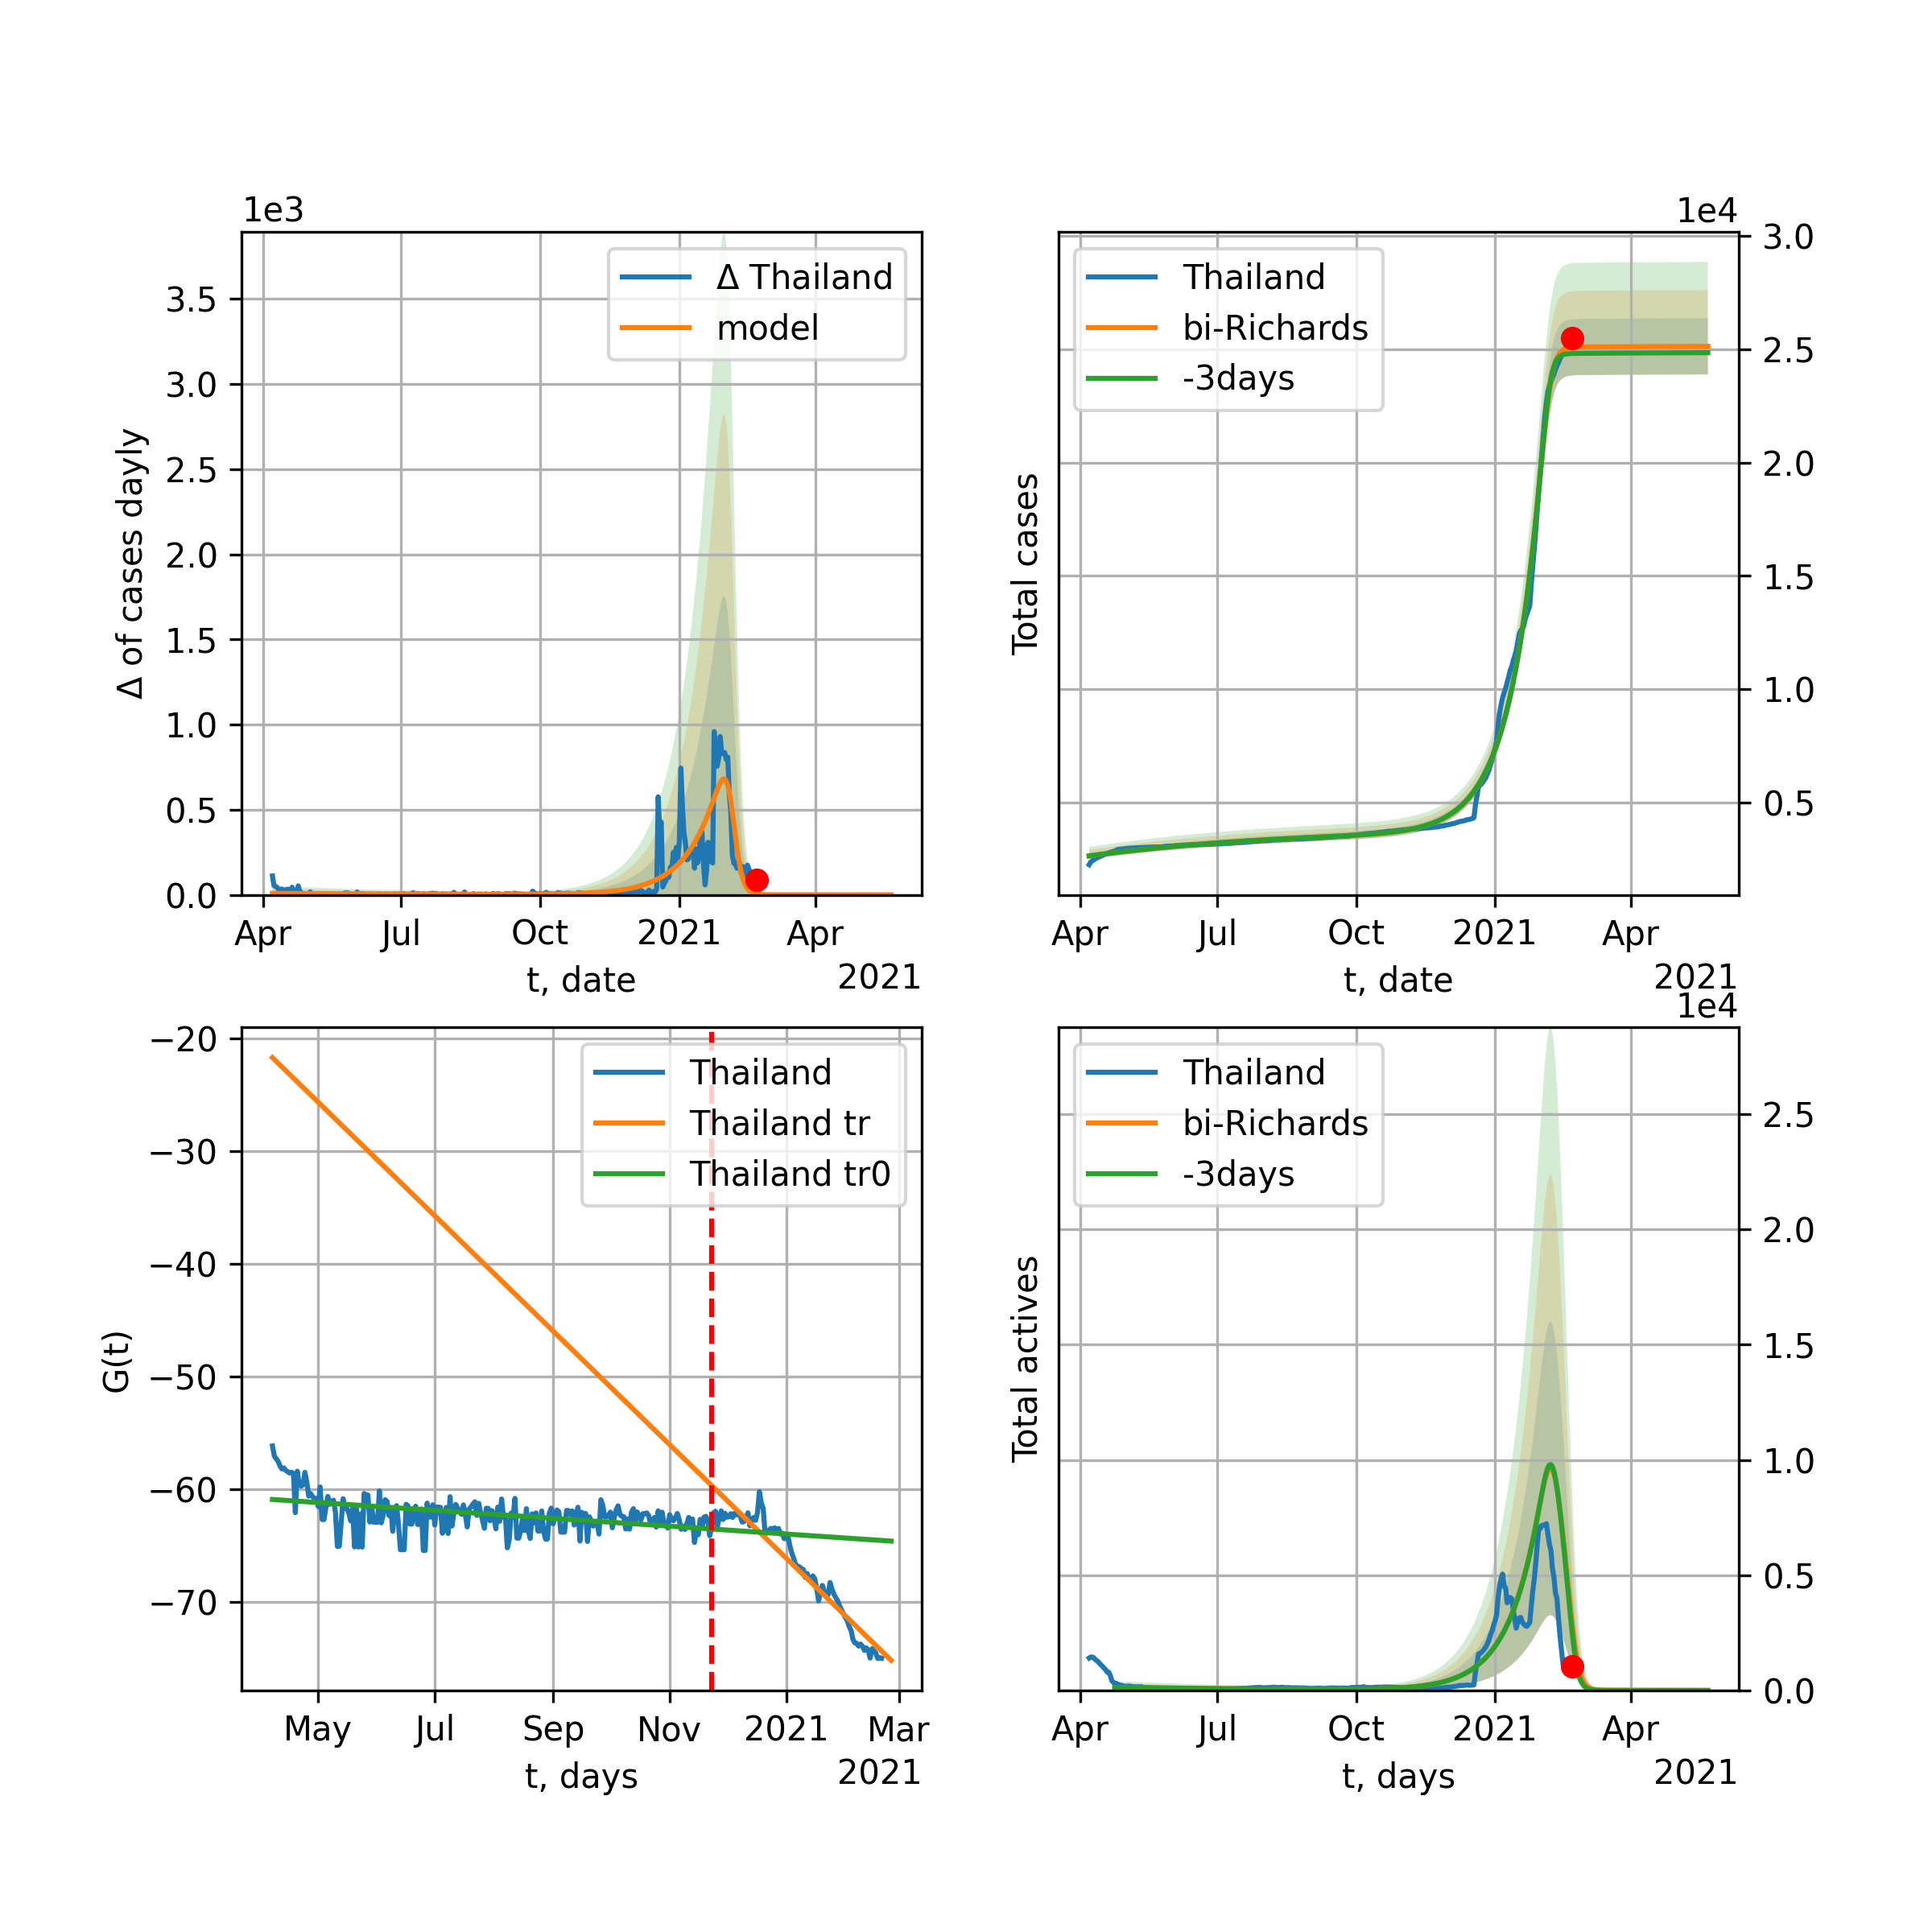 1e3
Δ of cases dayly
3.5
3.0
2.5
2.0
1.5
1.0
0.5
0.0
Δ Thailand
model
Apr Jul Oct 2021 Apr
t, date
2021
1e4
Total cases
Thailand
bi-Richards
-3days
3.0
2.5
2.0
1.5
1.0
0.5
Apr Jul Oct 2021 Apr
t, date
2021
G(t)
−20
−30
−40
−50
−60
−70
Thailand
Thailand tr
Thailand tr0
May Jul Sep Nov 2021 Mar
t, days
2021
1e4
Total actives
Thailand
bi-Richards
-3days
2.5
2.0
1.5
1.0
0.5
0.0
Apr Jul Oct 2021 Apr
t, days
2021